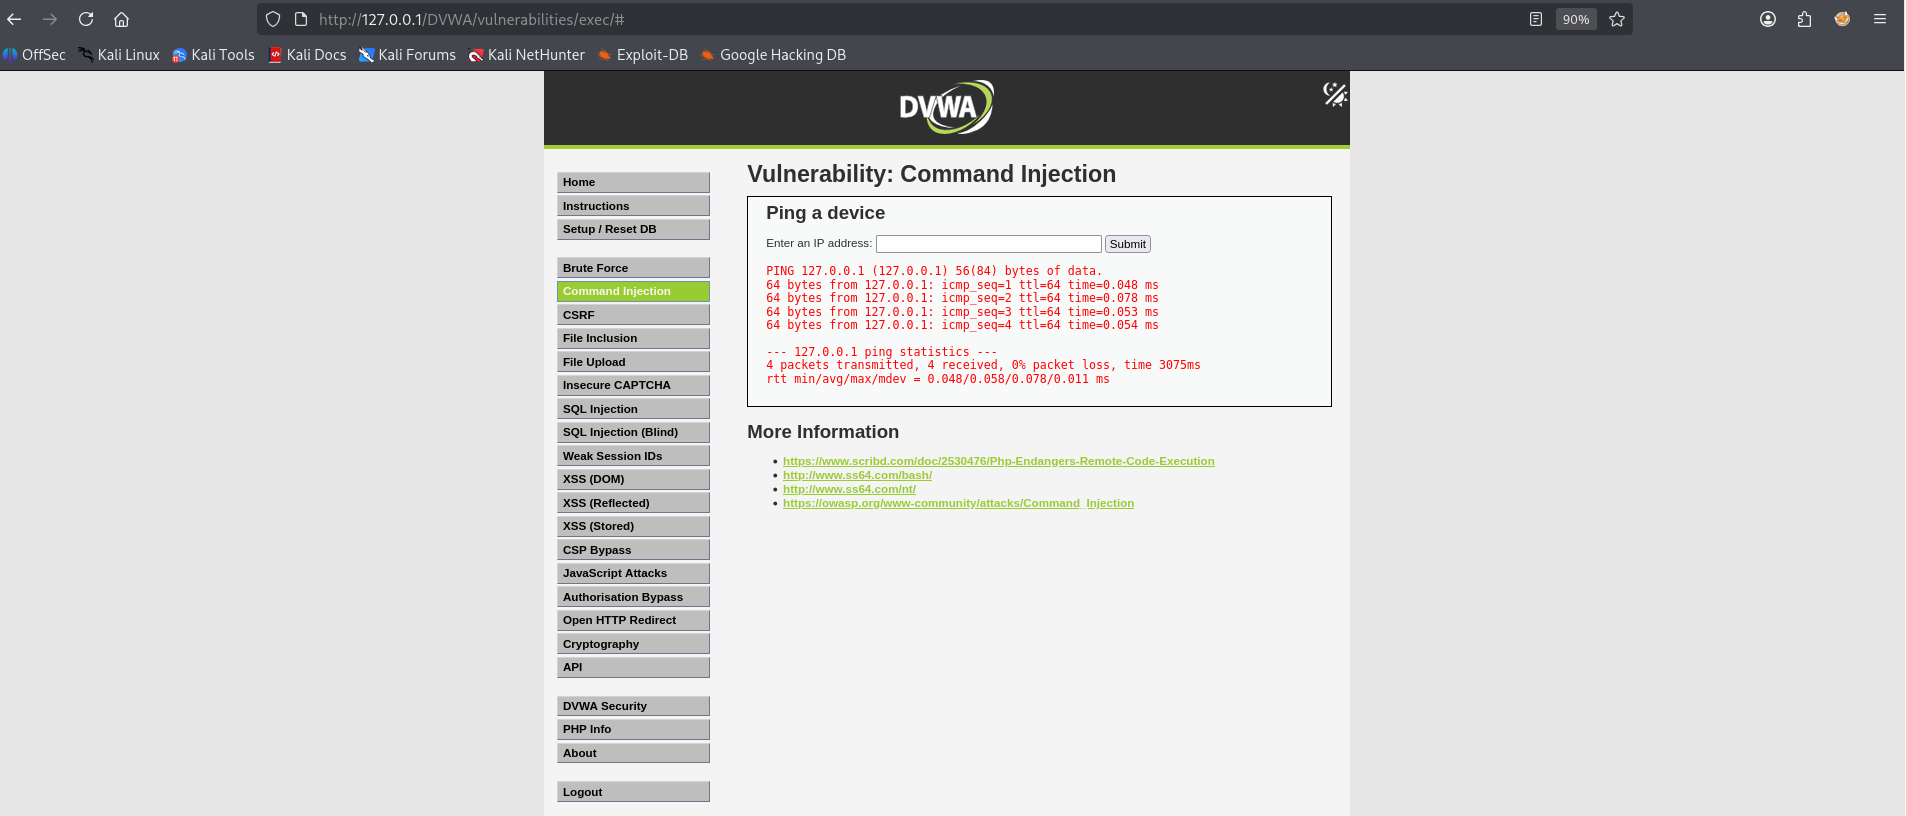 http://127.0.0.1/DVWA/vulnerabilities/exec/#
90%
OffSec Kali Linux Kali Tools Kali Docs Kali Forums Kali NetHunter Exploit-DB Google Hacking DB
DVWA
Home
Instructions
Setup / Reset DB
Brute Force
Command Injection
CSRF
File Inclusion
File Upload
Insecure CAPTCHA
SQL Injection
SQL Injection (Blind)
Weak Session IDs
XSS (DOM)
XSS (Reflected)
XSS (Stored)
CSP Bypass
JavaScript Attacks
Authorisation Bypass
Open HTTP Redirect
Cryptography
API
DVWA Security
PHP Info
About
Logout
Vulnerability: Command Injection
Ping a device
Enter an IP address: Submit
PING 127.0.0.1 (127.0.0.1) 56(84) bytes of data.
64 bytes from 127.0.0.1: icmp_seq=1 ttl=64 time=0.048 ms
64 bytes from 127.0.0.1: icmp_seq=2 ttl=64 time=0.078 ms
64 bytes from 127.0.0.1: icmp_seq=3 ttl=64 time=0.053 ms
64 bytes from 127.0.0.1: icmp_seq=4 ttl=64 time=0.054 ms
--- 127.0.0.1 ping statistics ---
4 packets transmitted, 4 received, 0% packet loss, time 3075ms
rtt min/avg/max/mdev = 0.048/0.058/0.078/0.011 ms
More Information
https://www.scribd.com/doc/2530476/Php-Endangers-Remote-Code-Execution
http://www.ss64.com/bash/
http://www.ss64.com/nt/
https://owasp.org/www-community/attacks/Command_Injection